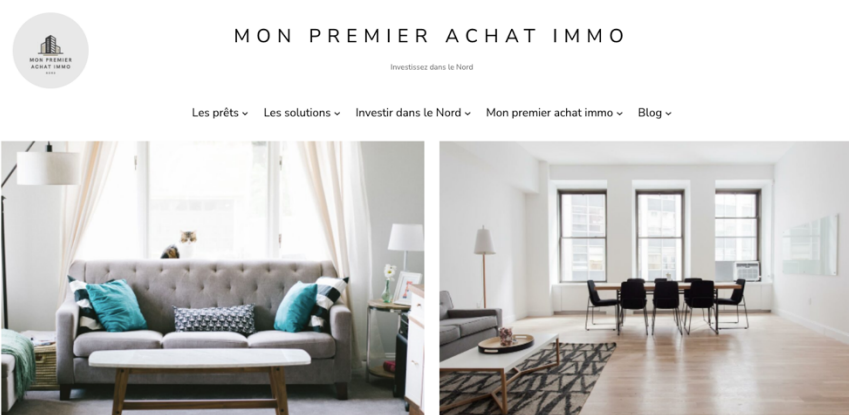 MON PREMIER
ACHAT IMMO
MON PREMIER ACHAT IMMO
Investissez dans le Nord
Les prêts
Les solutions
Investir dans le Nord
Mon premier achat immo
Blog